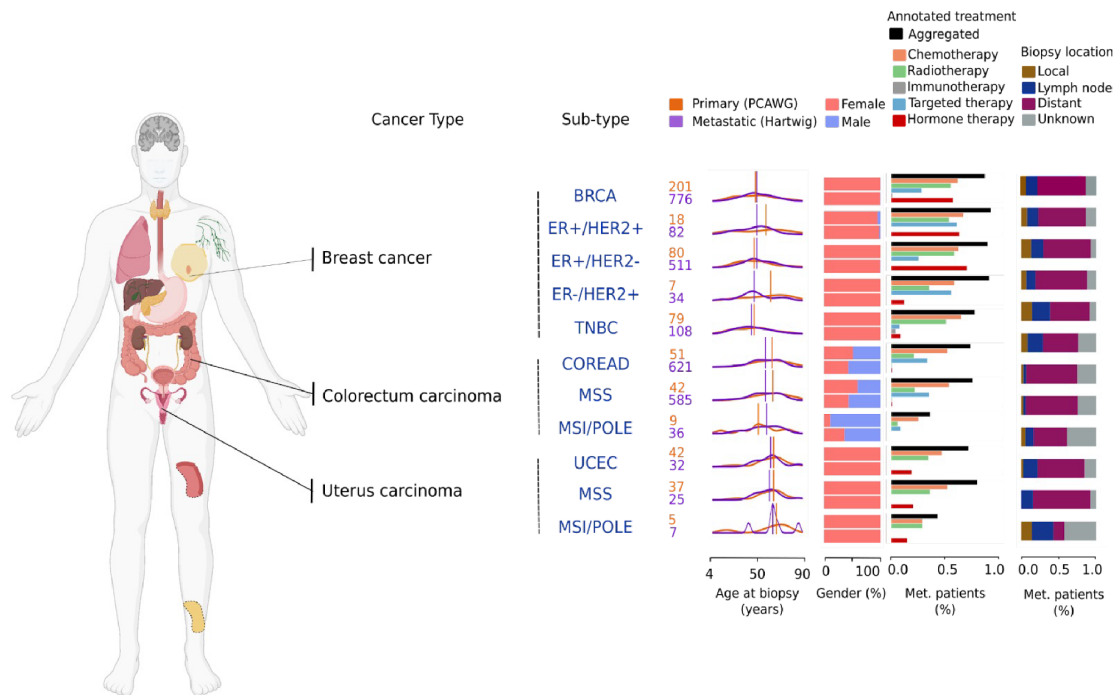 Annotated treatment
Aggregated
Chemotherapy
Radiotherapy
Immunotherapy
Targeted therapy
Hormone therapy
Biopsy location
Local
Lymph node
Distant
Unknown
Cancer Type
Sub-type
Primary (PCAWG)
Metastatic (Hartwig)
Female
Male
Breast cancer
Colorectum carcinoma
Uterus carcinoma
BRCA
201
776
ER+/HER2+
18
82
ER+/HER2-
80
511
ER-/HER2+
7
34
TNBC
79
108
COREAD
51
621
MSS
42
585
MSI/POLE
9
36
UCEC
42
32
MSS
37
25
MSI/POLE
5
7
4 50 90
Age at biopsy
(years)
0 100
Gender (%)
0.0 0.5 1.0
Met. patients
(%)
0.0 0.5 1.0
Met. patients
(%)